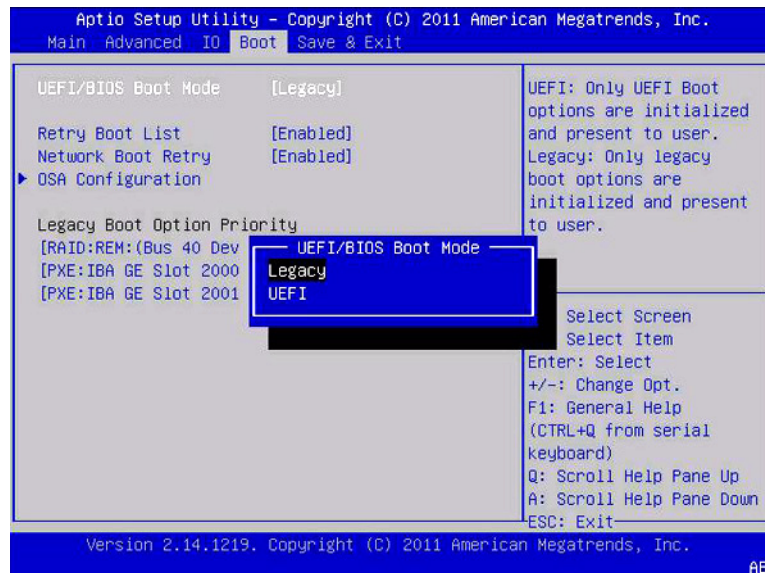 Aptio Setup Utility – Copyright (C) 2011 American Megatrends, Inc.
Main Advanced IO Boot Save & Exit
UEFI/BIOS Boot Mode [Legacy]
Retry Boot List [Enabled]
Network Boot Retry [Enabled]
OSA Configuration
Legacy Boot Option Priority
[RAID:REM:(Bus 40 Dev
[PXE:IBA GE Slot 2000
[PXE:IBA GE Slot 2001
UEFI/BIOS Boot Mode
Legacy
UEFI
UEFI: Only UEFI Boot
options are initialized
and present to user.
Legacy: Only legacy
boot options are
initialized and present
to user.
Select Screen
Select Item
Enter: Select
+/-: Change Opt.
F1: General Help
(CTRL+Q from serial
keyboard)
Q: Scroll Help Pane Up
A: Scroll Help Pane Down
ESC: Exit
Version 2.14.1219. Copyright (C) 2011 American Megatrends, Inc.